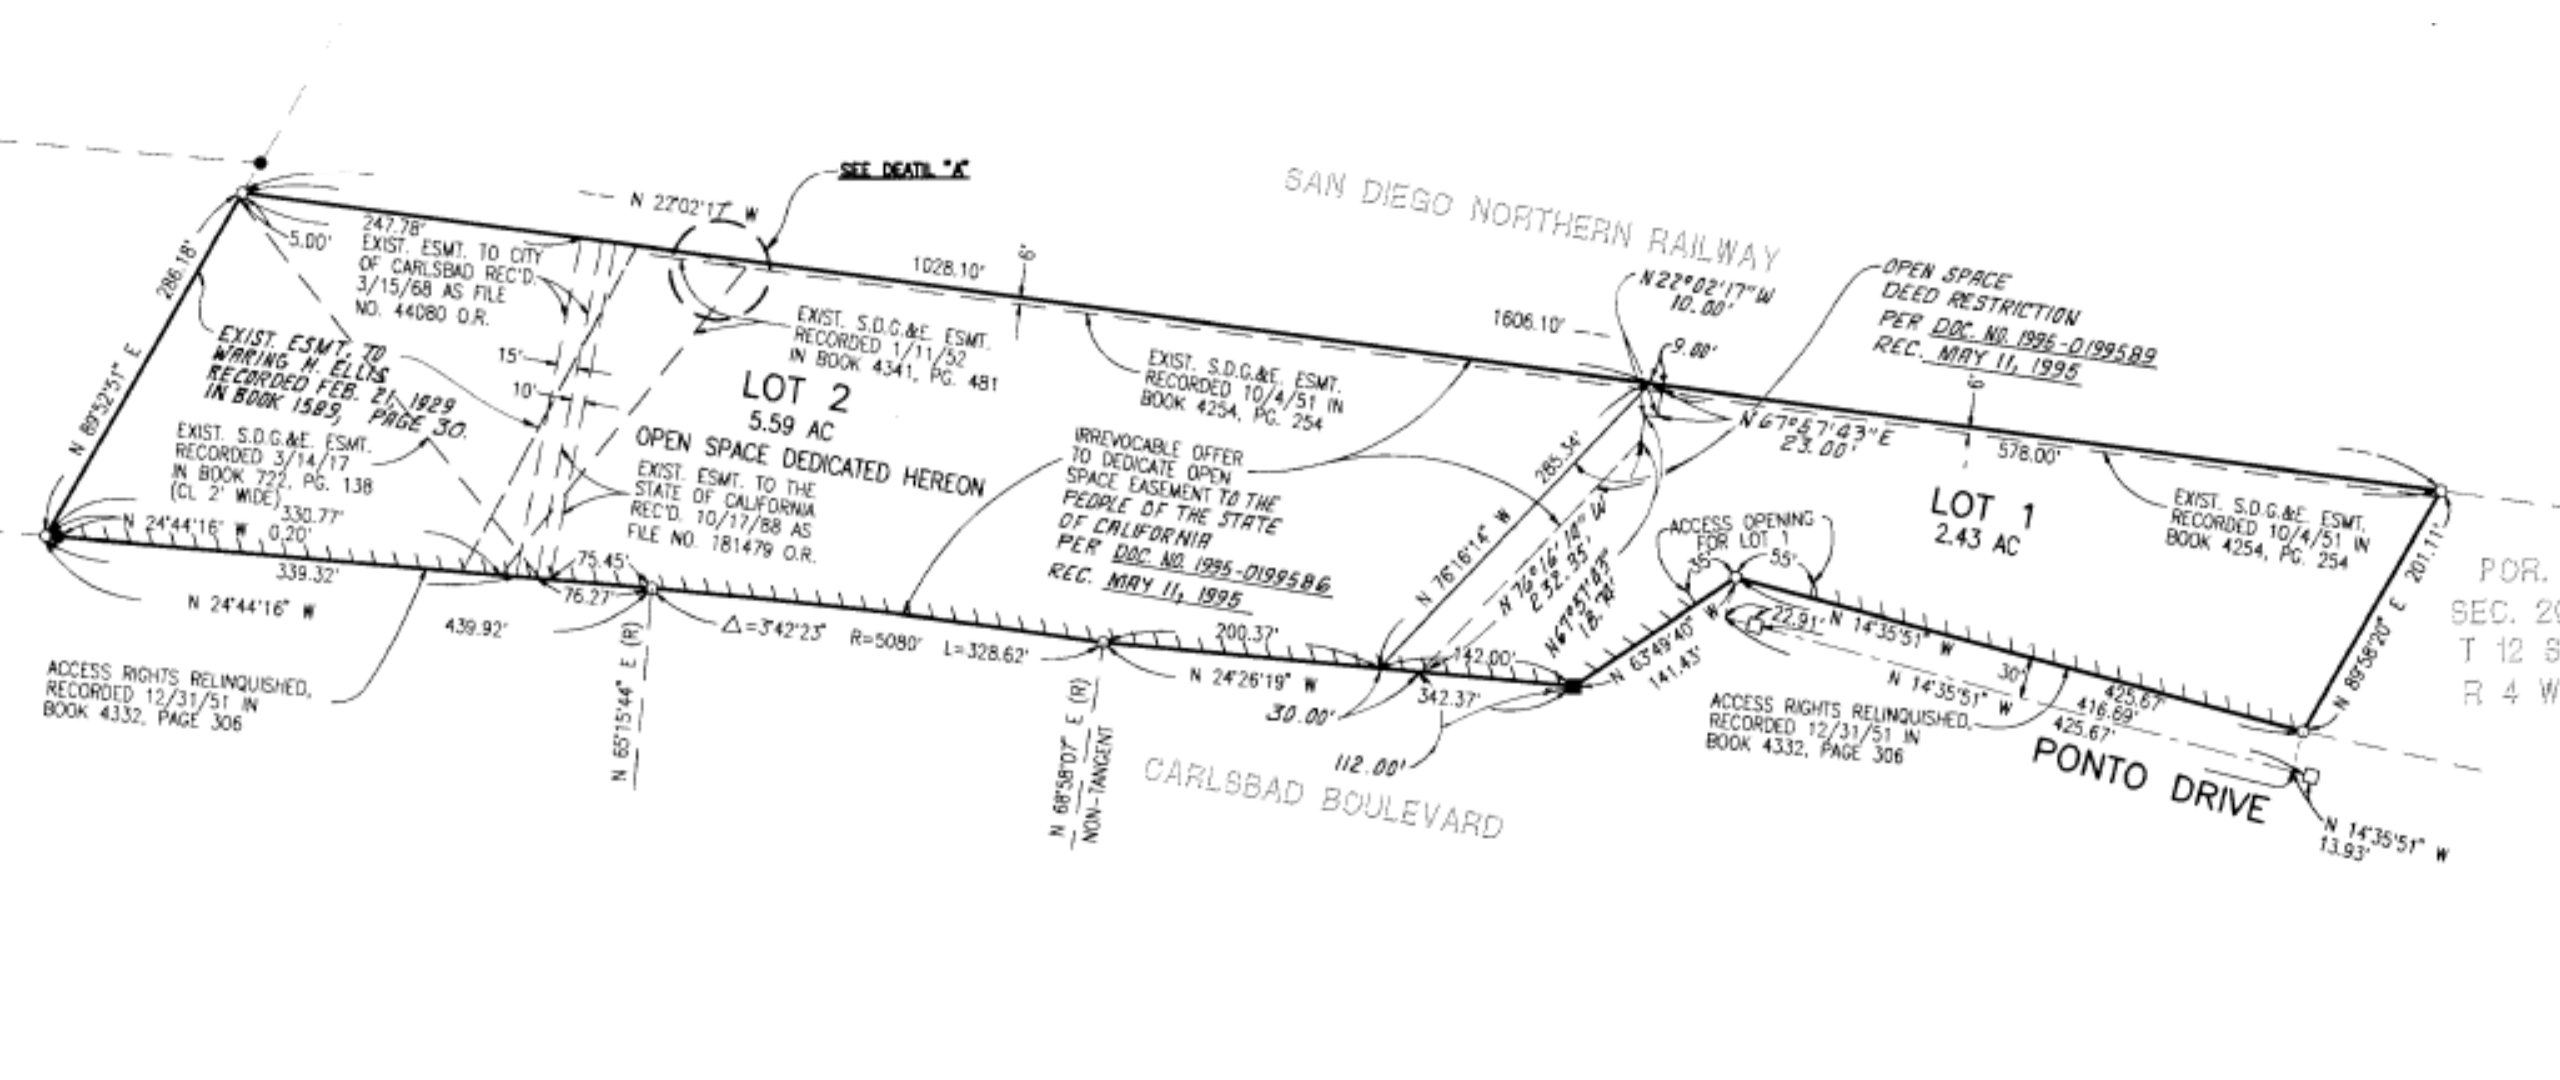 SEE DEATIL "A"
N 22°02'17" W
SAN DIEGO NORTHERN RAILWAY
247.78'
5.00'
EXIST. ESMT. TO CITY
OF CARLSBAD REC'D.
3/15/68 AS FILE
NO. 44080 O.R.
286.18'
N 89°52'51" E
1028.10'
6'
1606.10'
N 22°02'17" W
10.00'
9.00'
OPEN SPACE
DEED RESTRICTION
PER DOC. NO. 1995-0199589
REC. MAY 11, 1995
EXIST. ESMT. TO
WARING H. ELLIS
RECORDED FEB. 21, 1929
IN BOOK 1589, PAGE 30.
15'
10'
EXIST. S.D.G.&E. ESMT.
RECORDED 1/11/52
IN BOOK 4341, PG. 481
LOT 2
5.59 AC
OPEN SPACE DEDICATED HEREON
EXIST. S.D.G.&E. ESMT.
RECORDED 10/4/51 IN
BOOK 4254, PG. 254
6'
N 67°57'43" E
23.00'
578.00'
EXIST. S.D.G.&E. ESMT.
RECORDED 3/14/17
IN BOOK 722, PG. 138
(CL 2' WIDE)
330.77'
N 24°44'16" W
0.20'
339.32'
N 24°44'16" W
EXIST. ESMT. TO THE
STATE OF CALIFORNIA
REC'D. 10/17/88 AS
FILE NO. 181479 O.R.
IRREVOCABLE OFFER
TO DEDICATE OPEN
SPACE EASEMENT TO THE
PEOPLE OF THE STATE
OF CALIFORNIA
PER DOC. NO. 1995-0199586
REC. MAY 11, 1995
285.34'
N 76°16'14" W
N 76°16'14" W
232.35'
N 67°57'43"
18.70'
LOT 1
2.43 AC
ACCESS OPENING
FOR LOT 1
35'
55'
EXIST. S.D.G.&E. ESMT.
RECORDED 10/4/51 IN
BOOK 4254, PG. 254
201.11'
N 89°58'20" E
POR.
SEC. 2
T 12 S
R 4 W
75.45'
76.27'
439.92'
Δ=3°42'23" R=5080' L=328.62'
200.37'
N 24°26'19" W
142.00'
342.37'
30.00'
112.00'
N 63°49'40" W
141.43'
22.91'
N 14°35'51" W
30'
N 14°35'51" W
425.67'
416.69'
425.67'
ACCESS RIGHTS RELINQUISHED,
RECORDED 12/31/51 IN
BOOK 4332, PAGE 306
N 65°15'44" E (R)
N 68°58'07" E (R)
NON-TANGENT
CARLSBAD BOULEVARD
ACCESS RIGHTS RELINQUISHED,
RECORDED 12/31/51 IN
BOOK 4332, PAGE 306
PONTO DRIVE
N 14°35'51" W
13.93'